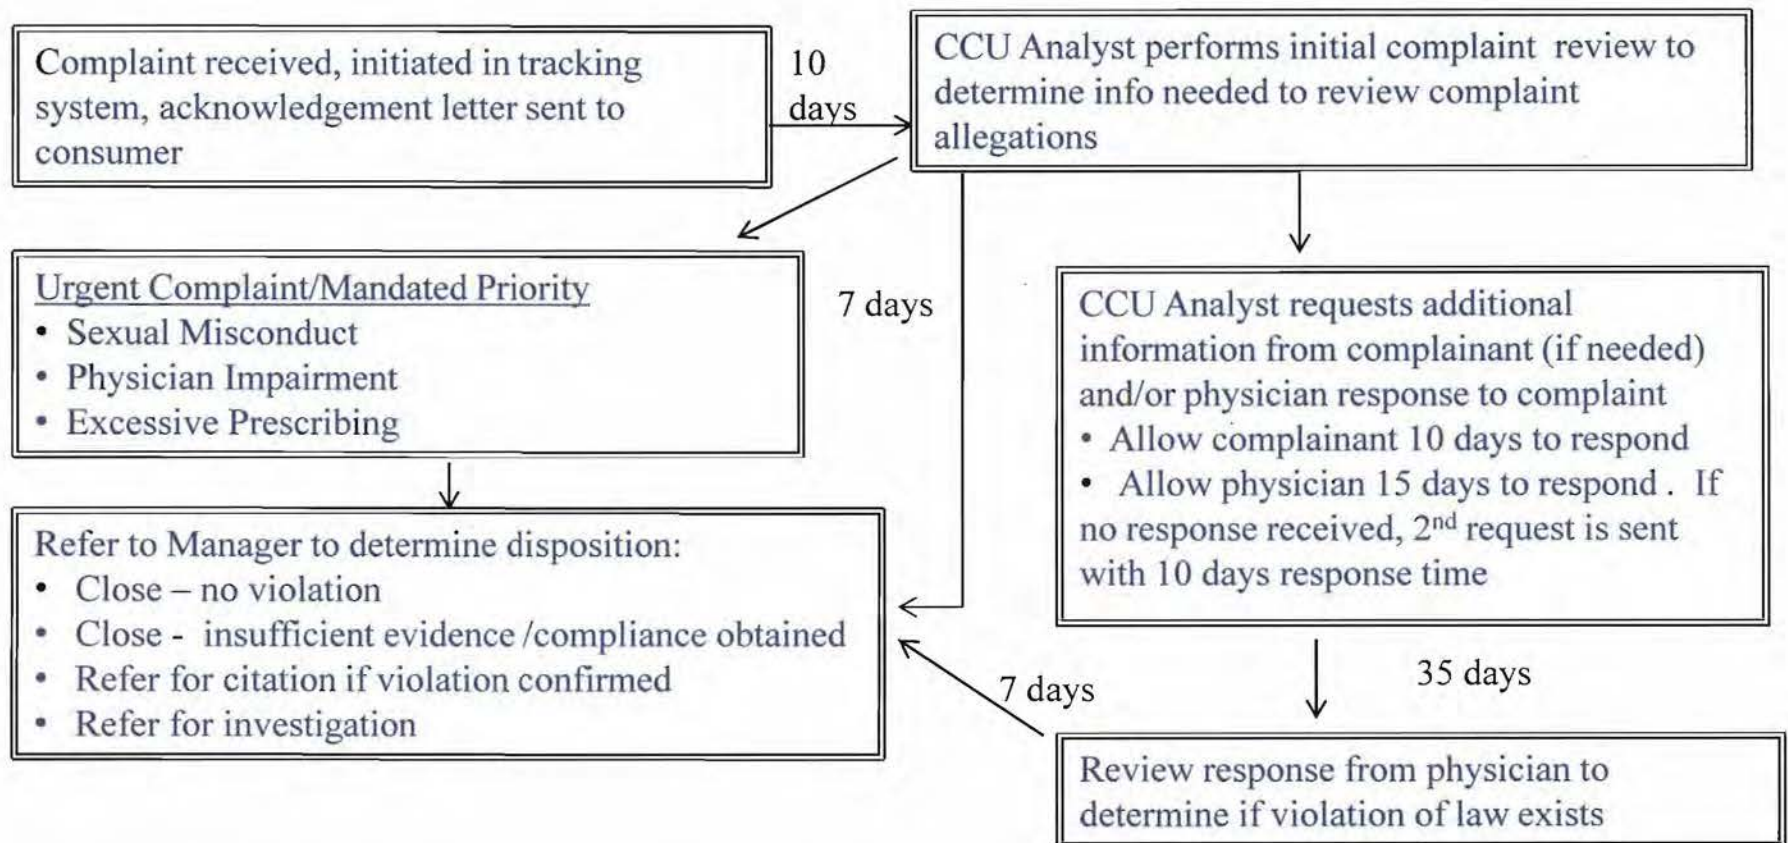 Complaint received, initiated in tracking
system, acknowledgement letter sent to
consumer
10
days
CCU Analyst performs initial complaint review to
determine info needed to review complaint
allegations
Urgent Complaint/Mandated Priority
• Sexual Misconduct
• Physician Impairment
• Excessive Prescribing
7 days
CCU Analyst requests additional
information from complainant (if needed)
and/or physician response to complaint
• Allow complainant 10 days to respond
• Allow physician 15 days to respond . If
no response received, 2nd request is sent
with 10 days response time
Refer to Manager to determine disposition:
• Close – no violation
• Close - insufficient evidence /compliance obtained
• Refer for citation if violation confirmed
• Refer for investigation
7 days
35 days
Review response from physician to
determine if violation of law exists